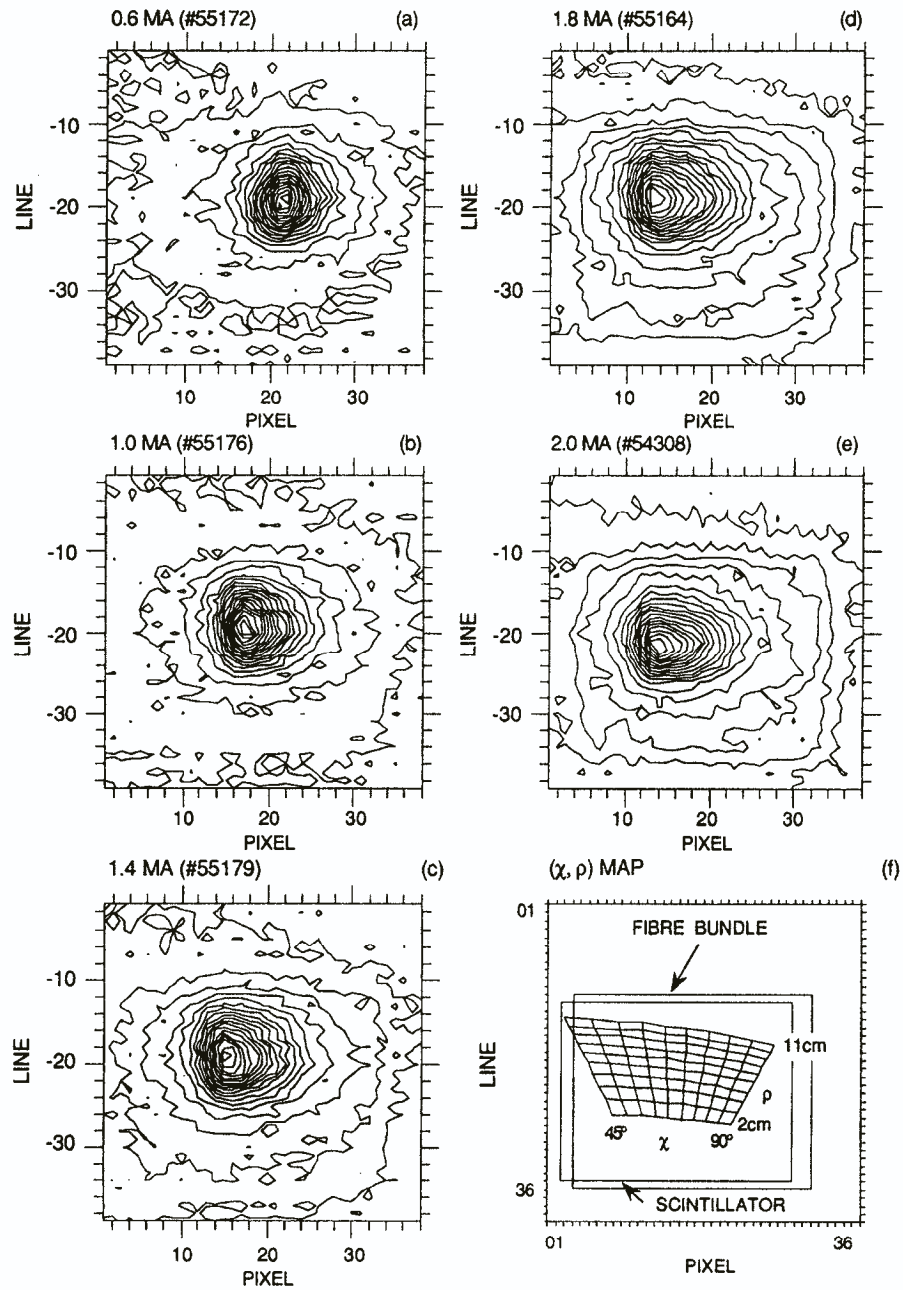 0.6 MA (#55172) (a)
-10
-20
-30
LINE
10 20 30
PIXEL
1.0 MA (#55176) (b)
-10
-20
-30
LINE
10 20 30
PIXEL
1.4 MA (#55179) (c)
-10
-20
-30
LINE
10 20 30
PIXEL
1.8 MA (#55164) (d)
-10
-20
-30
LINE
10 20 30
PIXEL
2.0 MA (#54308) (e)
-10
-20
-30
LINE
10 20 30
PIXEL
(χ, ρ) MAP (f)
01
FIBRE BUNDLE
LINE
11cm
ρ
2cm
45° χ 90°
36
SCINTILLATOR
01 36
PIXEL